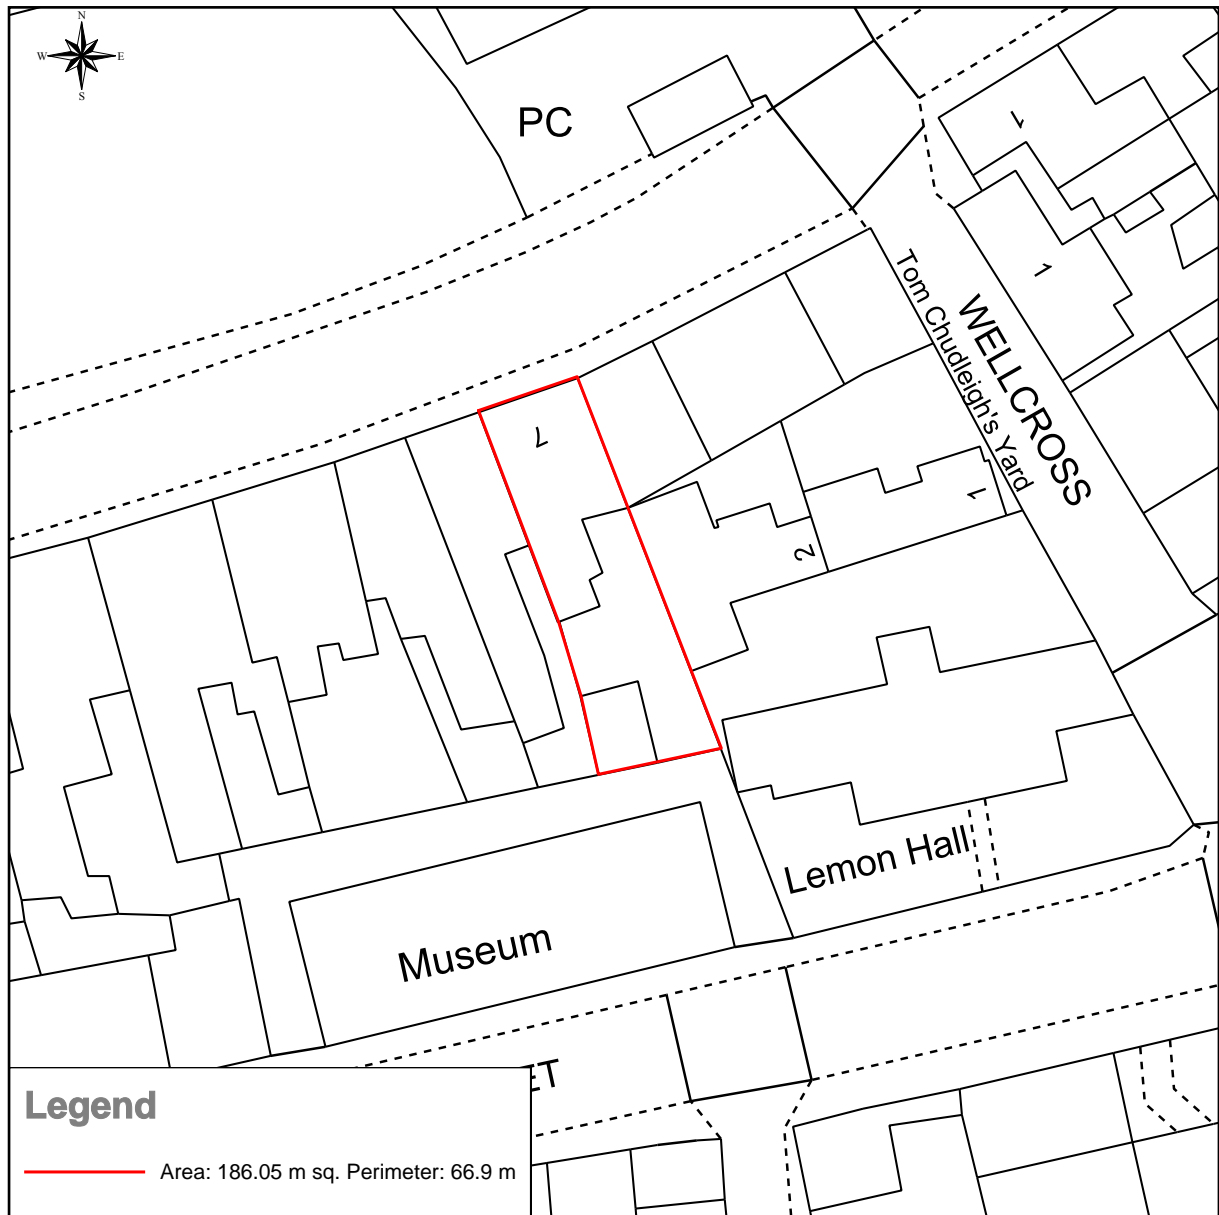 N
W E
S
PC
1
1
Tom Chudleigh's Yard
WELLCROSS
7
1
2
Lemon Hall
Museum
ET
Legend
Area: 186.05 m sq. Perimeter: 66.9 m